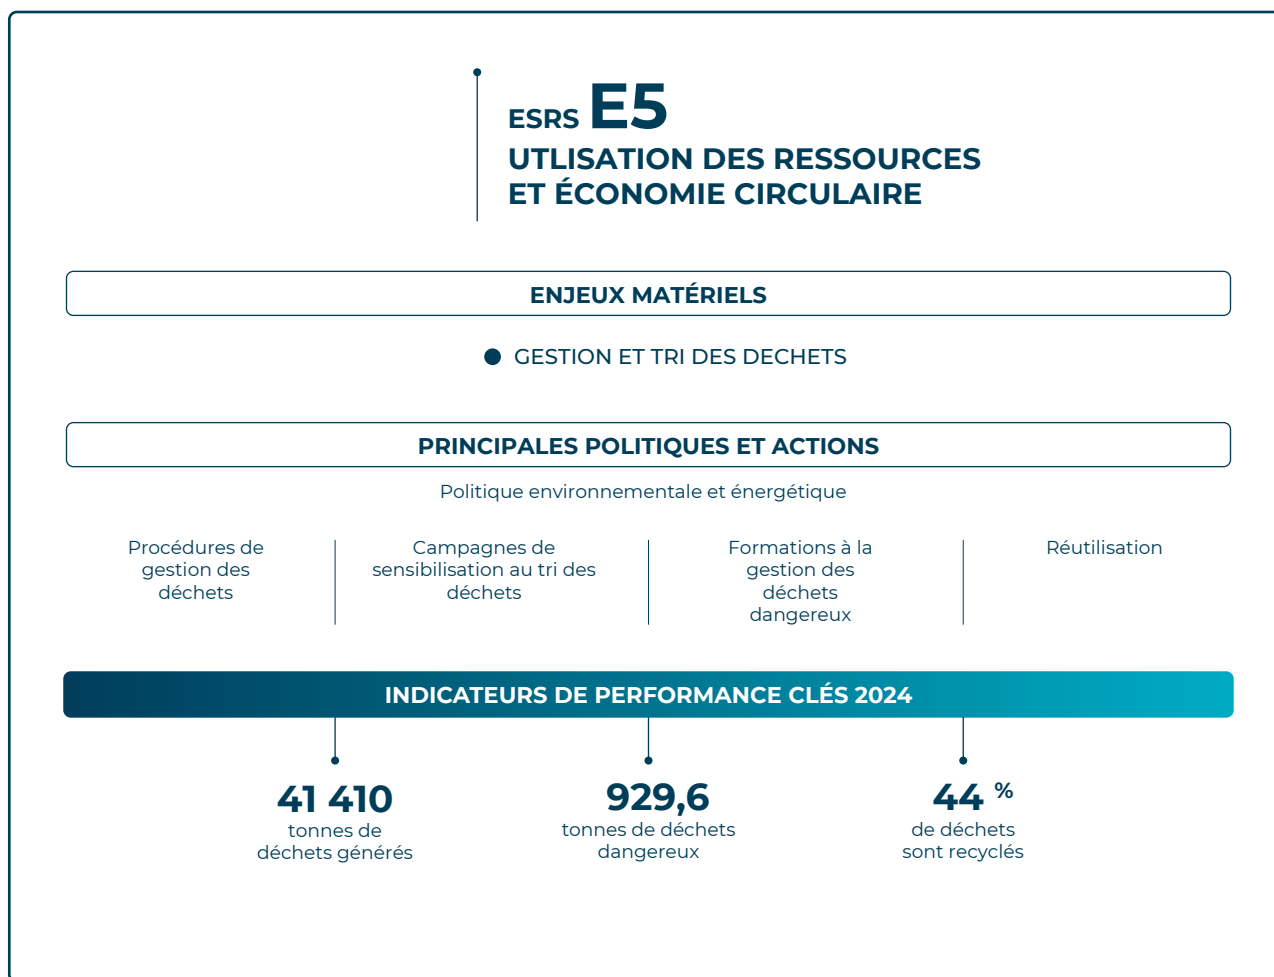 ESRS E5
UTLISATION DES RESSOURCES
ET ÉCONOMIE CIRCULAIRE
ENJEUX MATÉRIELS
● GESTION ET TRI DES DECHETS
PRINCIPALES POLITIQUES ET ACTIONS
Politique environnementale et énergétique
Procédures de
gestion des
déchets
Campagnes de
sensibilisation au tri des
déchets
Formations à la
gestion des
déchets
dangereux
Réutilisation
INDICATEURS DE PERFORMANCE CLÉS 2024
41 410
tonnes de
déchets générés
929,6
tonnes de déchets
dangereux
44 %
de déchets
sont recyclés